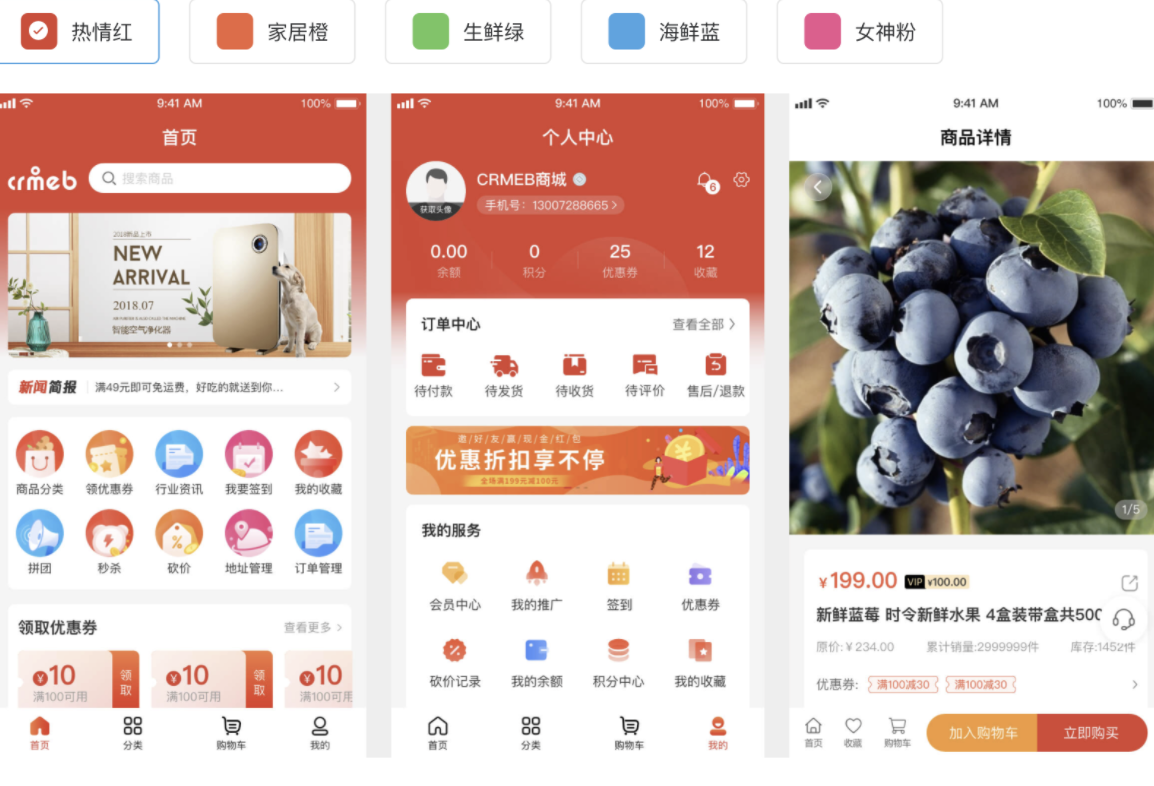 热情红
家居橙
生鲜绿
海鲜蓝
女神粉
9:41 AM
100%
首页
crmeb
搜索商品
2018新品上市
NEW
ARRIVAL
2018.07
智能空气净化器
新闻简报
满49元即可免运费，好吃的就送到你...
商品分类
领优惠券
行业资讯
我要签到
我的收藏
拼团
秒杀
砍价
地址管理
订单管理
领取优惠券
查看更多
¥10
满100可用
领取
¥10
满100可用
领取
¥10
满100可用
首页
分类
购物车
我的
9:41 AM
100%
个人中心
获取头像
CRMEB商城
6
手机号：13007288665
0.00
余额
0
积分
25
优惠券
12
收藏
订单中心
查看全部
待付款
待发货
待收货
待评价
售后/退款
邀/好/友/赢/现/金/红/包
优惠折扣享不停
全场满199元减100元
我的服务
会员中心
我的推广
签到
优惠券
砍价记录
我的余额
积分中心
我的收藏
首页
分类
购物车
我的
9:41 AM
100%
商品详情
1/5
¥199.00
VIP ¥100.00
新鲜蓝莓 时令新鲜水果 4盒装带盒共500
原价:¥234.00
累计销量:2999999件
库存:1452件
优惠券:
满100减30
满100减30
首页
收藏
购物车
加入购物车
立即购买